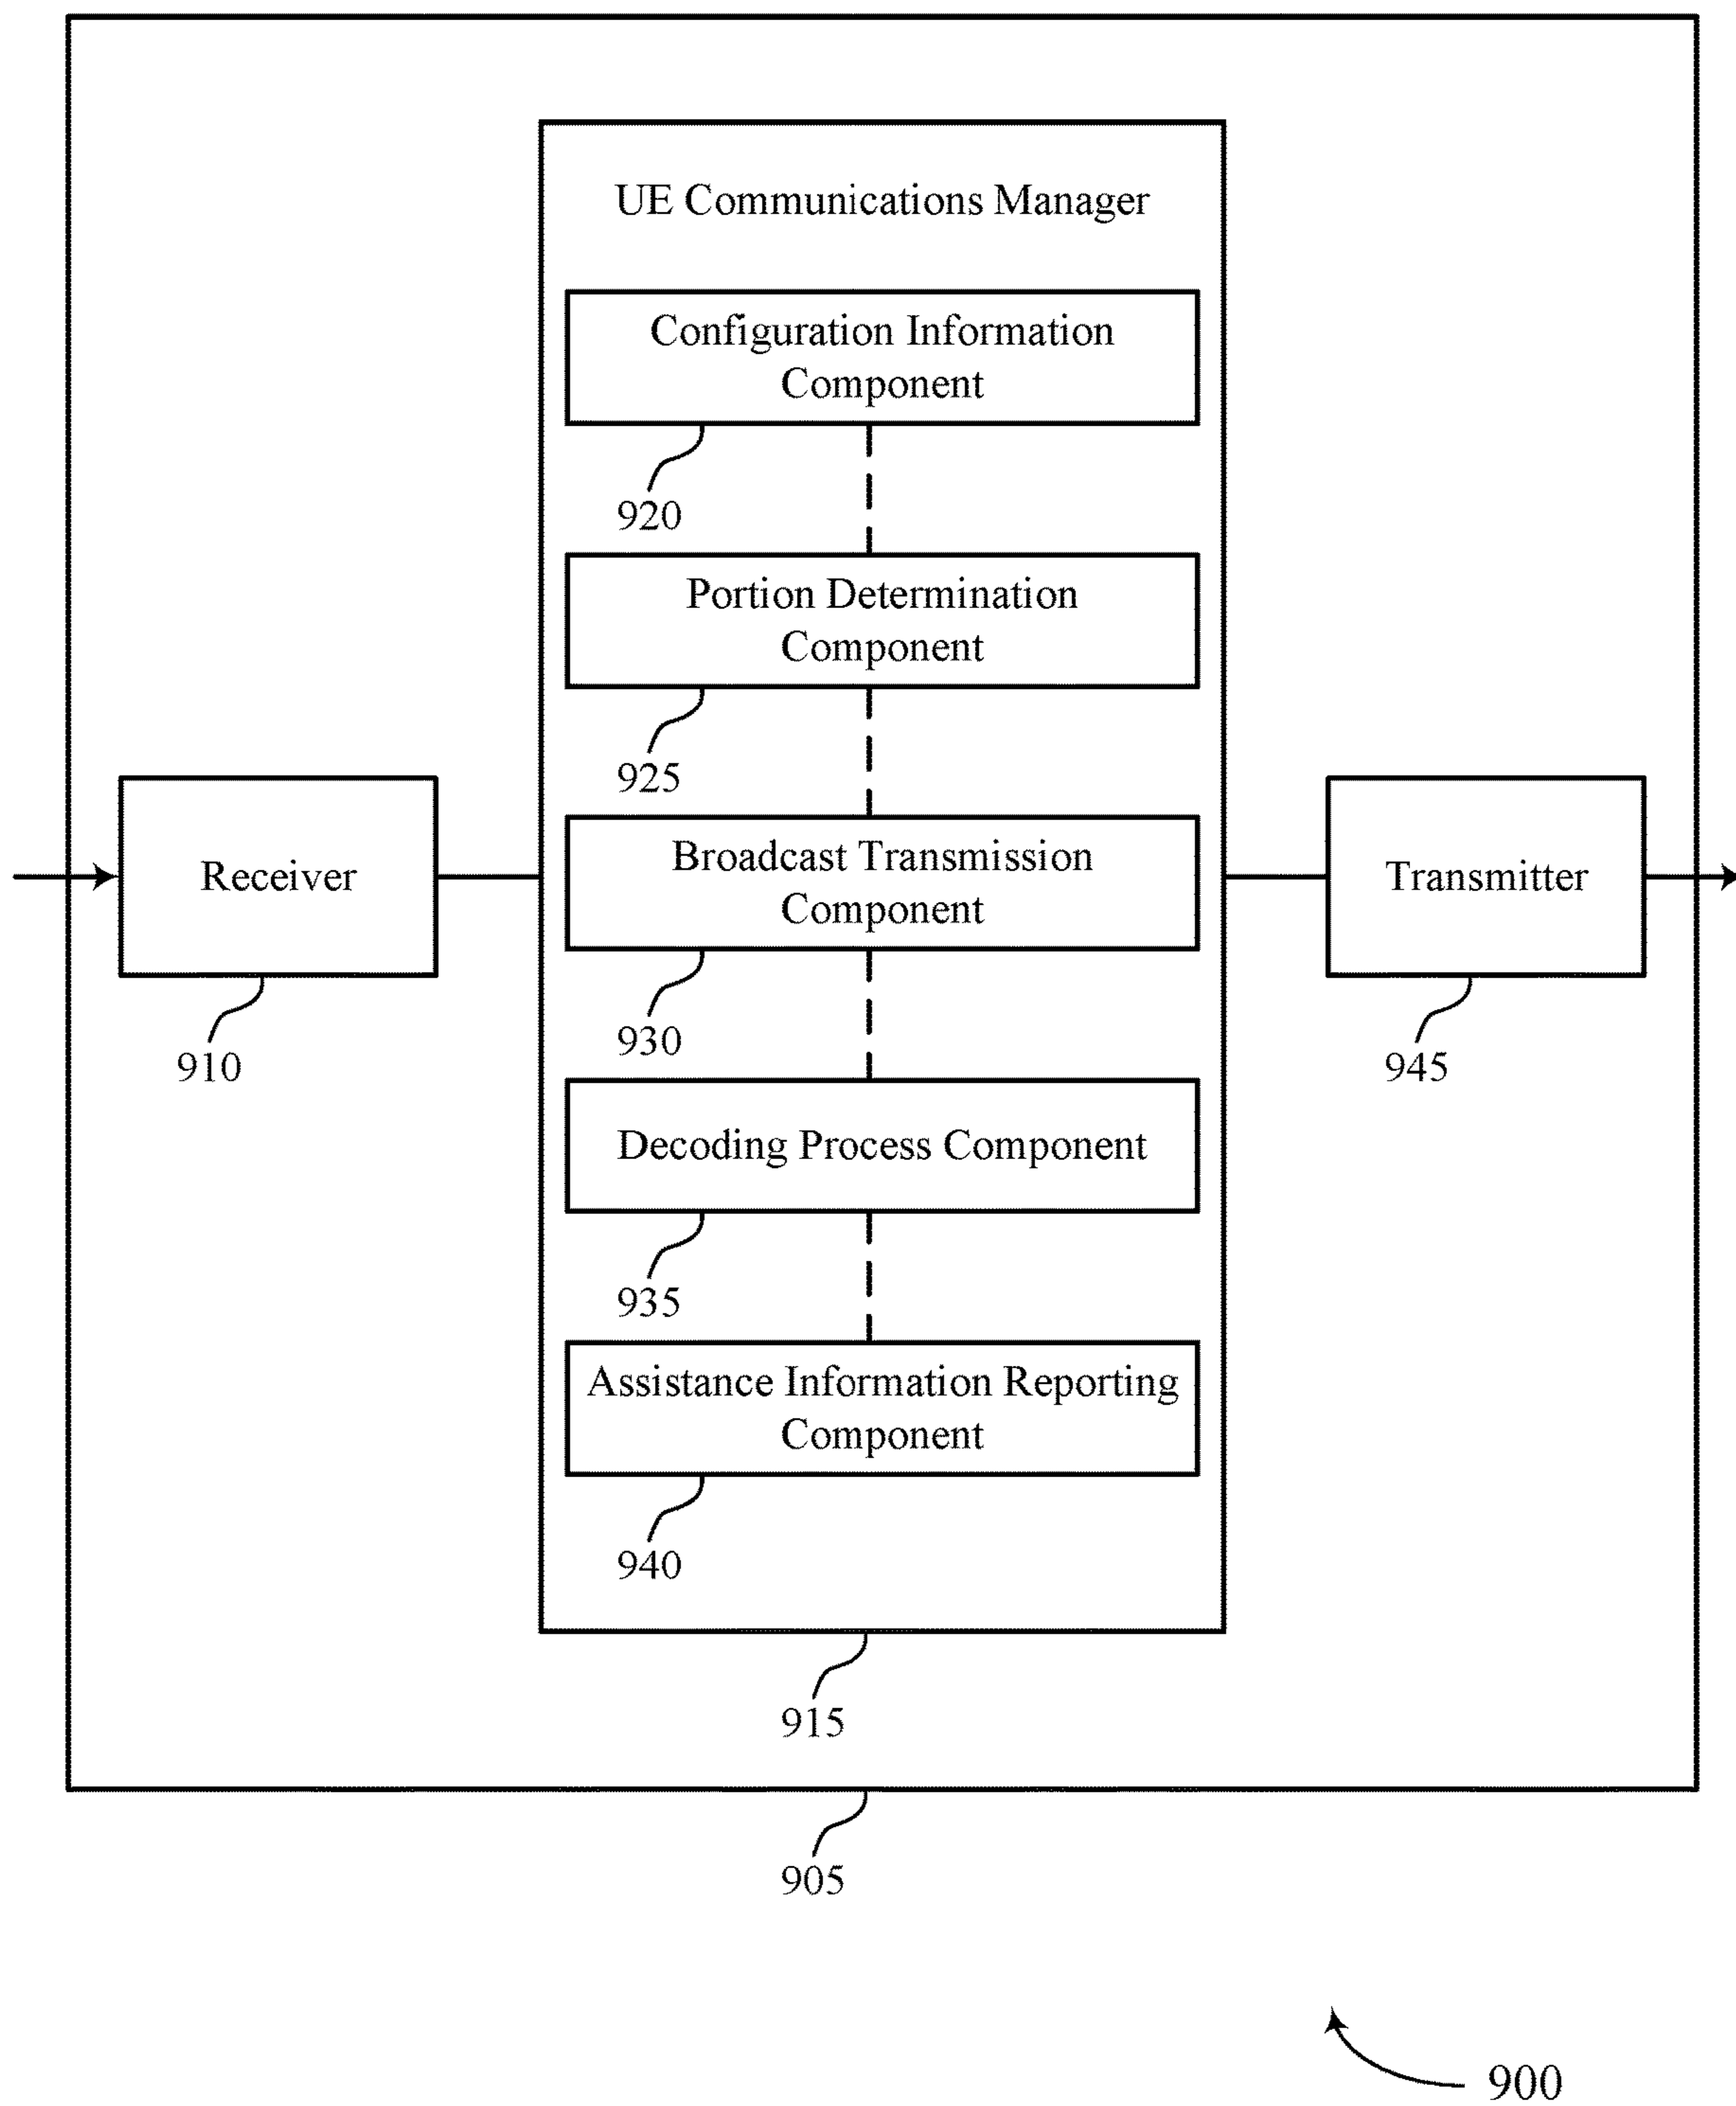 UE Communications Manager
Configuration Information
Component
920
Portion Determination
Component
925
Receiver
910
Broadcast Transmission
Component
930
Transmitter
945
Decoding Process Component
935
Assistance Information Reporting
Component
940
915
905
900